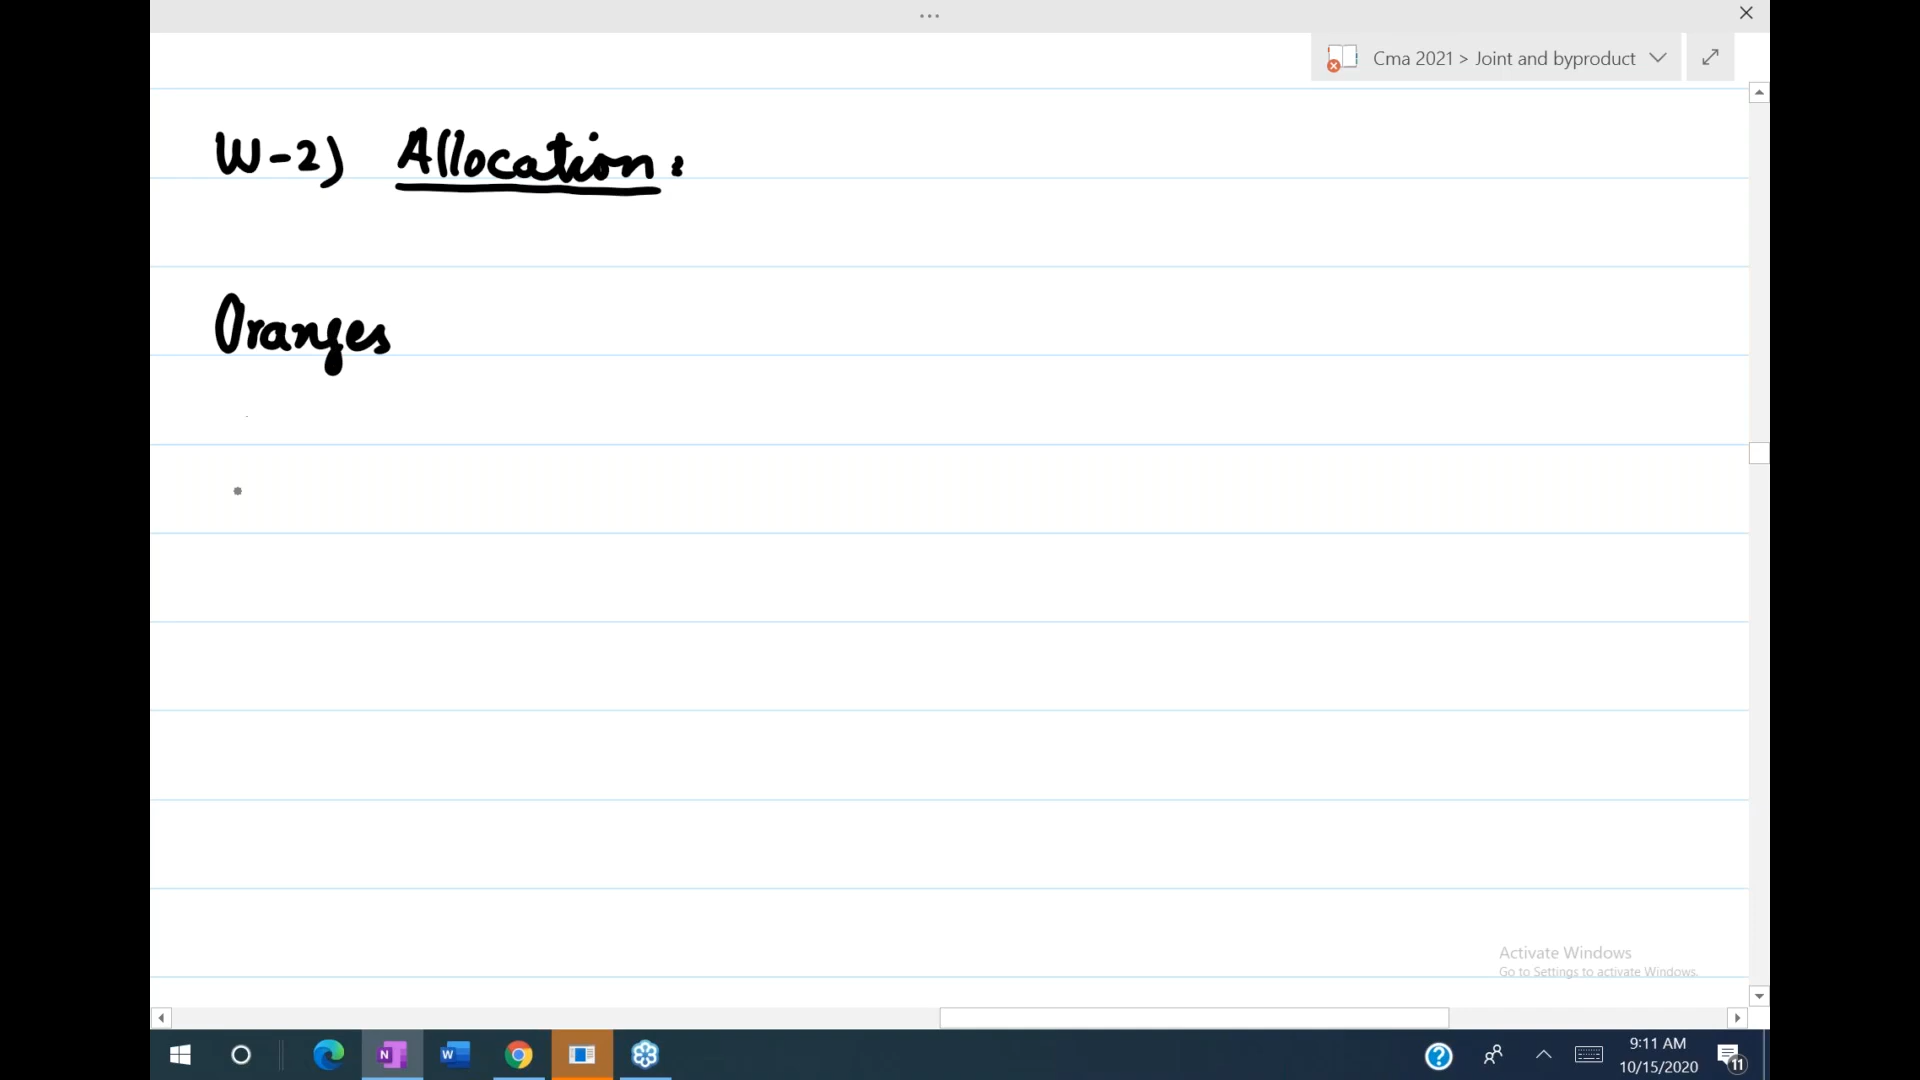 ...
Cma 2021 > Joint and byproduct
W-2) Allocation:
Oranges
Activate Windows
Go to Settings to activate Windows.
N
W
?
9:11 AM
10/15/2020
11